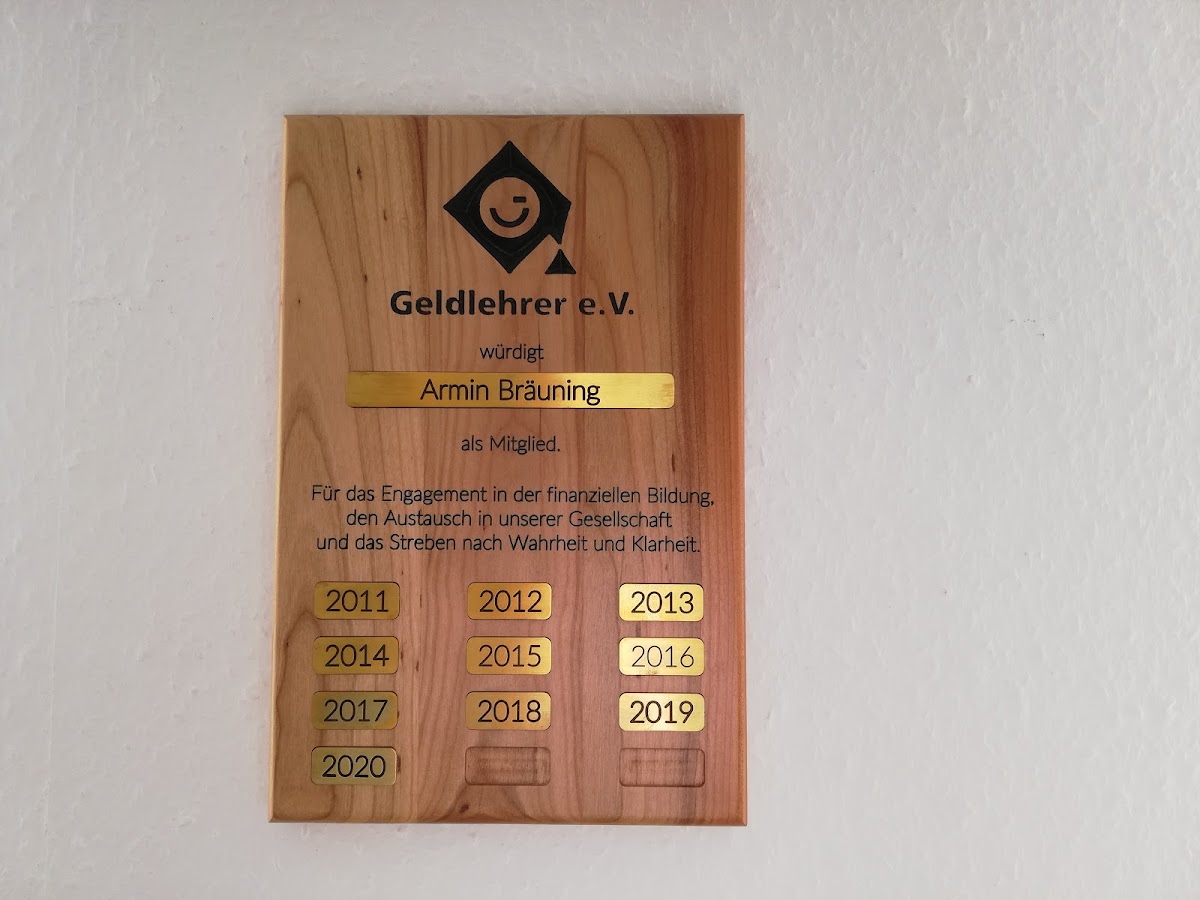 Geldlehrer e.V.
würdigt
Armin Bräuning
als Mitglied.
Für das Engagement in der finanziellen Bildung,
den Austausch in unserer Gesellschaft
und das Streben nach Wahrheit und Klarheit.
2011 2012 2013
2014 2015 2016
2017 2018 2019
2020